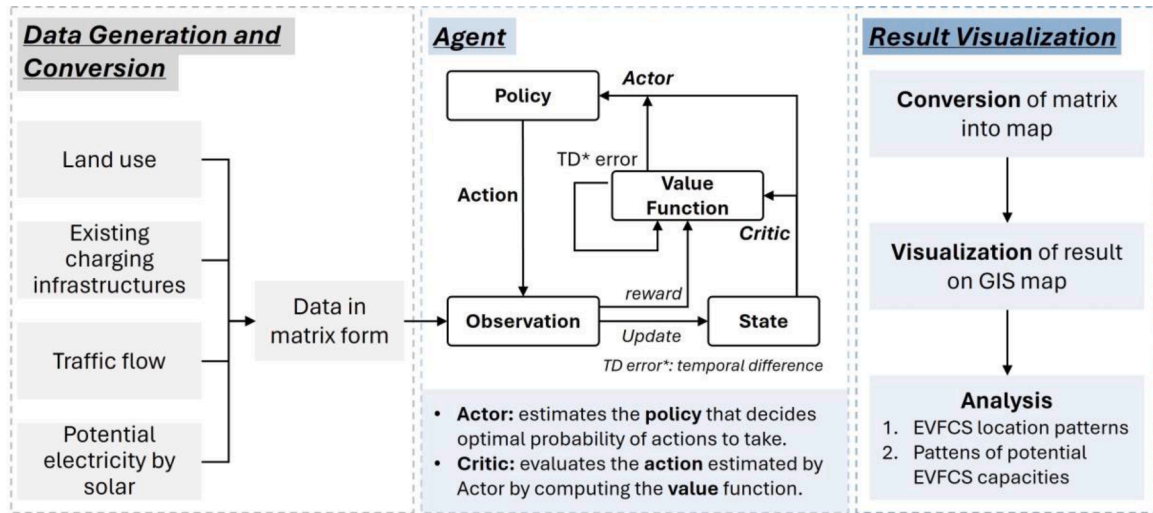 Data Generation and
Conversion
Land use
Existing
charging
infrastructures
Traffic flow
Potential
electricity by
solar
Data in
matrix form
Agent
Actor
Policy
TD* error
Action
Value
Function
Critic
reward
Observation
State
Update
TD error*: temporal difference
• Actor: estimates the policy that decides
optimal probability of actions to take.
• Critic: evaluates the action estimated by
Actor by computing the value function.
Result Visualization
Conversion of matrix
into map
Visualization of result
on GIS map
Analysis
1. EVFCS location patterns
2. Pattens of potential
EVFCS capacities